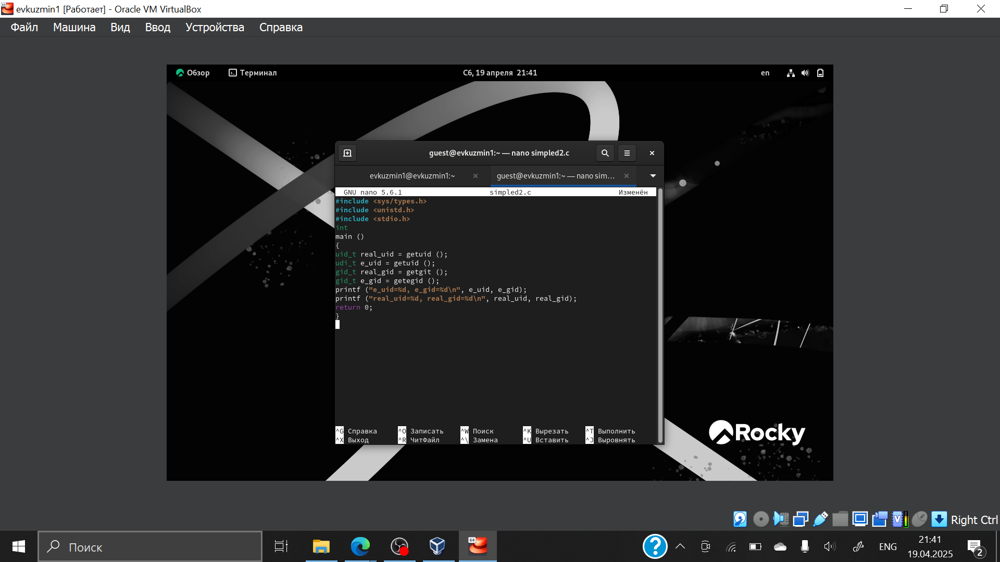 evkuzmin1 [Работает] - Oracle VM VirtualBox
Файл Машина Вид Ввод Устройства Справка
Обзор Терминал Сб, 19 апреля 21:41 en
guest@evkuzmin1:~ — nano simpled2.c
evkuzmin1@evkuzmin1:~ guest@evkuzmin1:~ — nano sim…
GNU nano 5.6.1 simpled2.c Изменён
#include <sys/types.h>
#include <unistd.h>
#include <stdio.h>
int
main ()
{
uid_t real_uid = getuid ();
udi_t e_uid = getuid ();
gid_t real_gid = getgit ();
gid_t e_gid = getegid ();
printf ("e_uid=%d, e_gid=%d\n", e_uid, e_gid);
printf ("real_uid=%d, real_gid=%d\n", real_uid, real_gid);
return 0;
}
^G Справка ^O Записать ^W Поиск ^K Вырезать ^T Выполнить
^X Выход ^R ЧитФайл ^\ Замена ^U Вставить ^J Выровнять
Rocky
Right Ctrl
Поиск
64
ENG
21:41
19.04.2025
2